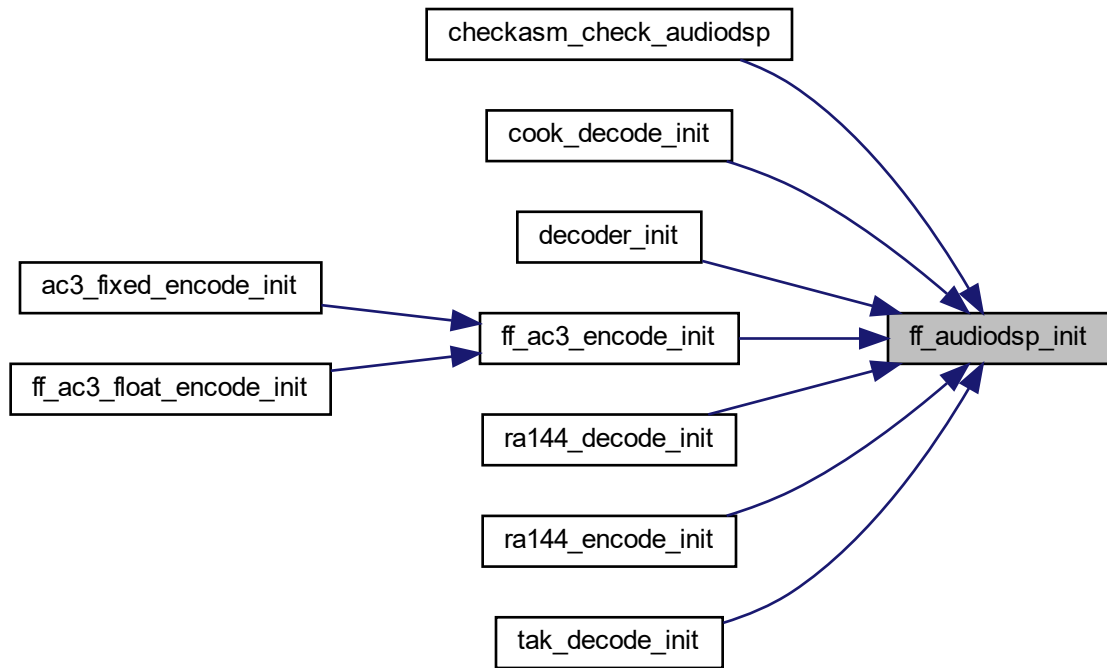 checkasm_check_audiodsp
cook_decode_init
decoder_init
ac3_fixed_encode_init
ff_ac3_encode_init
ff_audiodsp_init
ff_ac3_float_encode_init
ra144_decode_init
ra144_encode_init
tak_decode_init